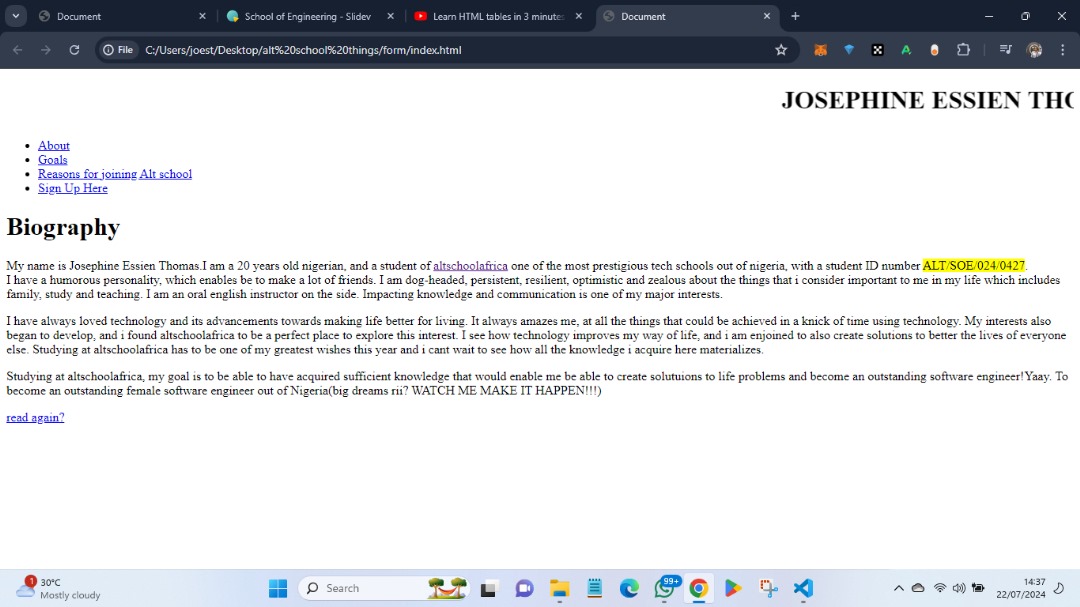 Document
School of Engineering - Slidev
Learn HTML tables in 3 minutes
Document
File
C:/Users/joest/Desktop/alt%20school%20things/form/index.html
JOSEPHINE ESSIEN THO
About
Goals
Reasons for joining Alt school
Sign Up Here
Biography
My name is Josephine Essien Thomas.I am a 20 years old nigerian, and a student of altschoolafrica one of the most prestigious tech schools out of nigeria, with a student ID number ALT/SOE/024/0427.
I have a humorous personality, which enables be to make a lot of friends. I am dog-headed, persistent, resilient, optimistic and zealous about the things that i consider important to me in my life which includes
family, study and teaching. I am an oral english instructor on the side. Impacting knowledge and communication is one of my major interests.
I have always loved technology and its advancements towards making life better for living. It always amazes me, at all the things that could be achieved in a knick of time using technology. My interests also
began to develop, and i found altschoolafrica to be a perfect place to explore this interest. I see how technology improves my way of life, and i am enjoined to also create solutions to better the lives of everyone
else. Studying at altschoolafrica has to be one of my greatest wishes this year and i cant wait to see how all the knowledge i acquire here materializes.
Studying at altschoolafrica, my goal is to be able to have acquired sufficient knowledge that would enable me be able to create solutuions to life problems and become an outstanding software engineer!Yaay. To
become an outstanding female software engineer out of Nigeria(big dreams rii? WATCH ME MAKE IT HAPPEN!!!)
read again?
1
30°C
Mostly cloudy
Search
99+
14:37
22/07/2024